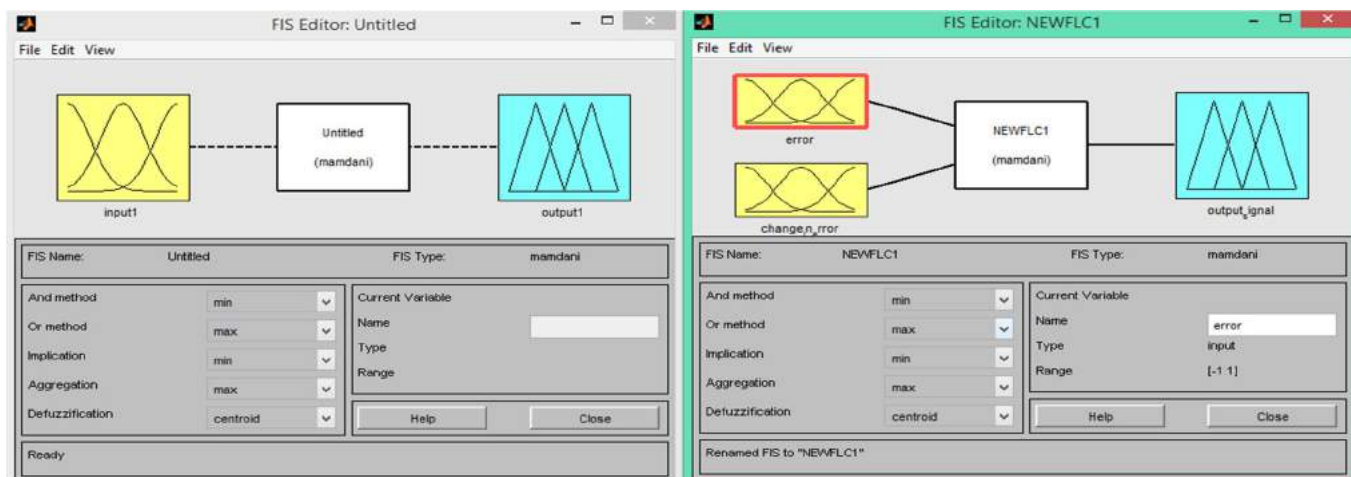 FIS Editor: Untitled
File Edit View
Untitled
(mamdani)
input1
output1
FIS Name: Untitled FIS Type: mamdani
And method min
Or method max
Implication min
Aggregation max
Defuzzification centroid
Current Variable
Name
Type
Range
Help Close
Ready
FIS Editor: NEWFLC1
File Edit View
error
change_in_error
NEWFLC1
(mamdani)
output_signal
FIS Name: NEWFLC1 FIS Type: mamdani
And method min
Or method max
Implication min
Aggregation max
Defuzzification centroid
Current Variable
Name error
Type input
Range [-1 1]
Help Close
Renamed FIS to "NEWFLC1"